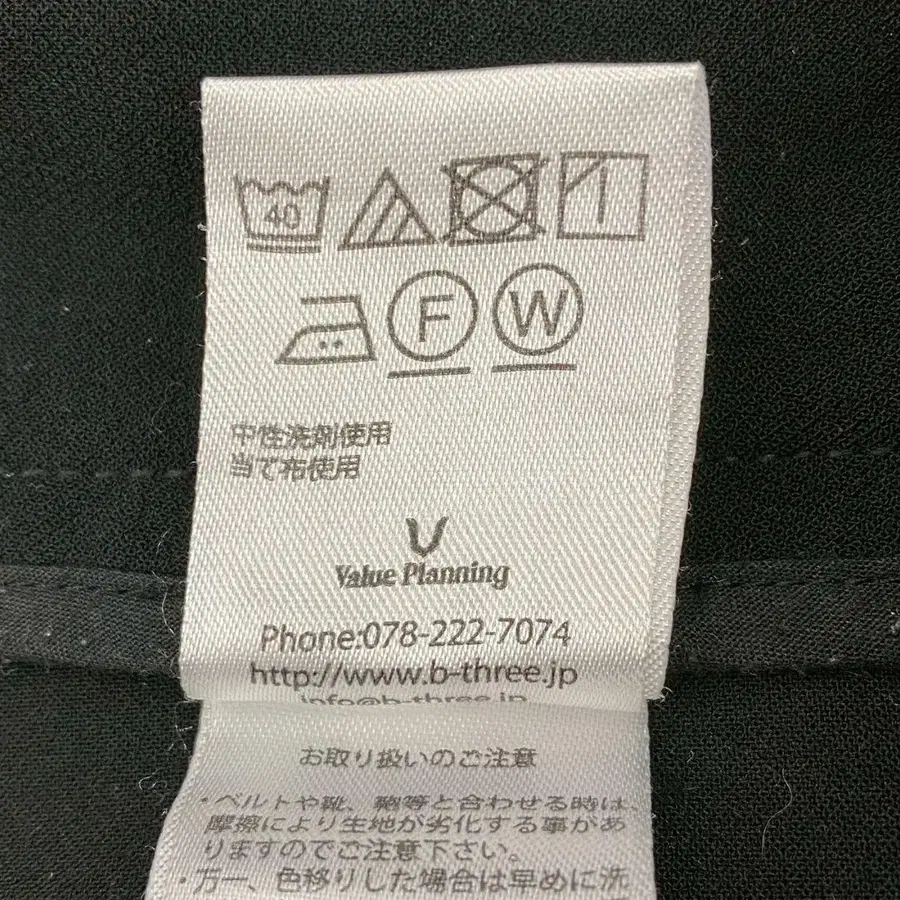 40
F W
中性洗剤使用
当て布使用
Value Planning
Phone:078-222-7074
http://www.b-three.jp
info@b-three.jp
お取り扱いのご注意
・ベルトや靴、鞄等と合わせる時は、
摩擦により生地が劣化する事があ
りますのでご注意下さい。
・万一、色移りした場合は早めに洗